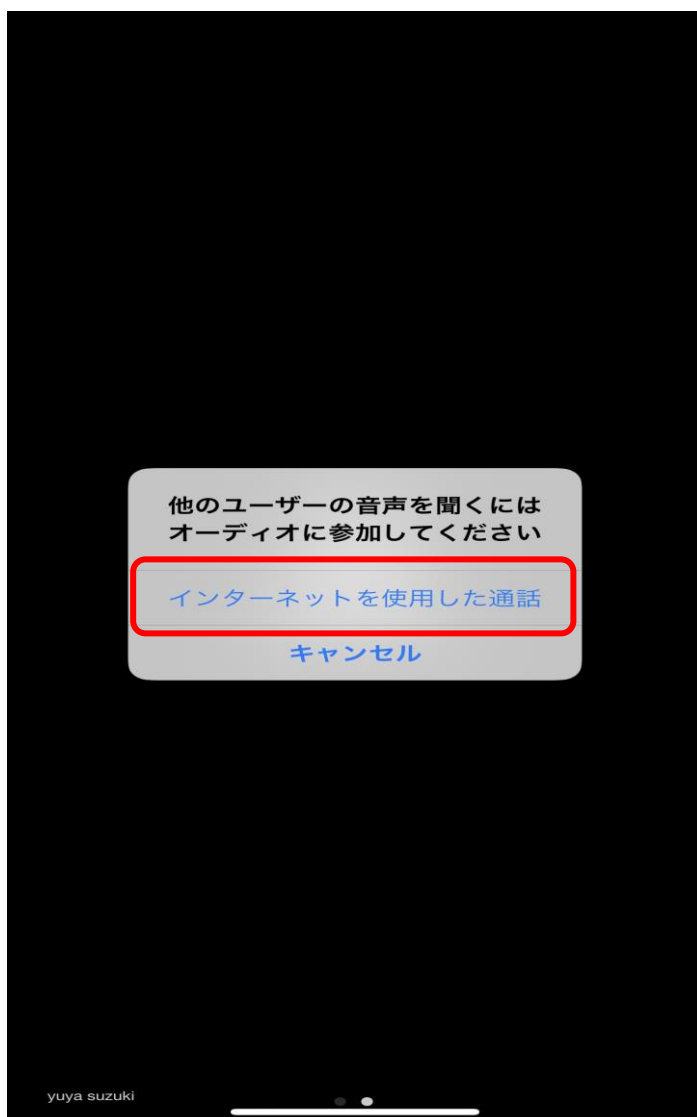 他のユーザーの音声を聞くには
オーディオに参加してください
インターネットを使用した通話
キャンセル
yuya suzuki